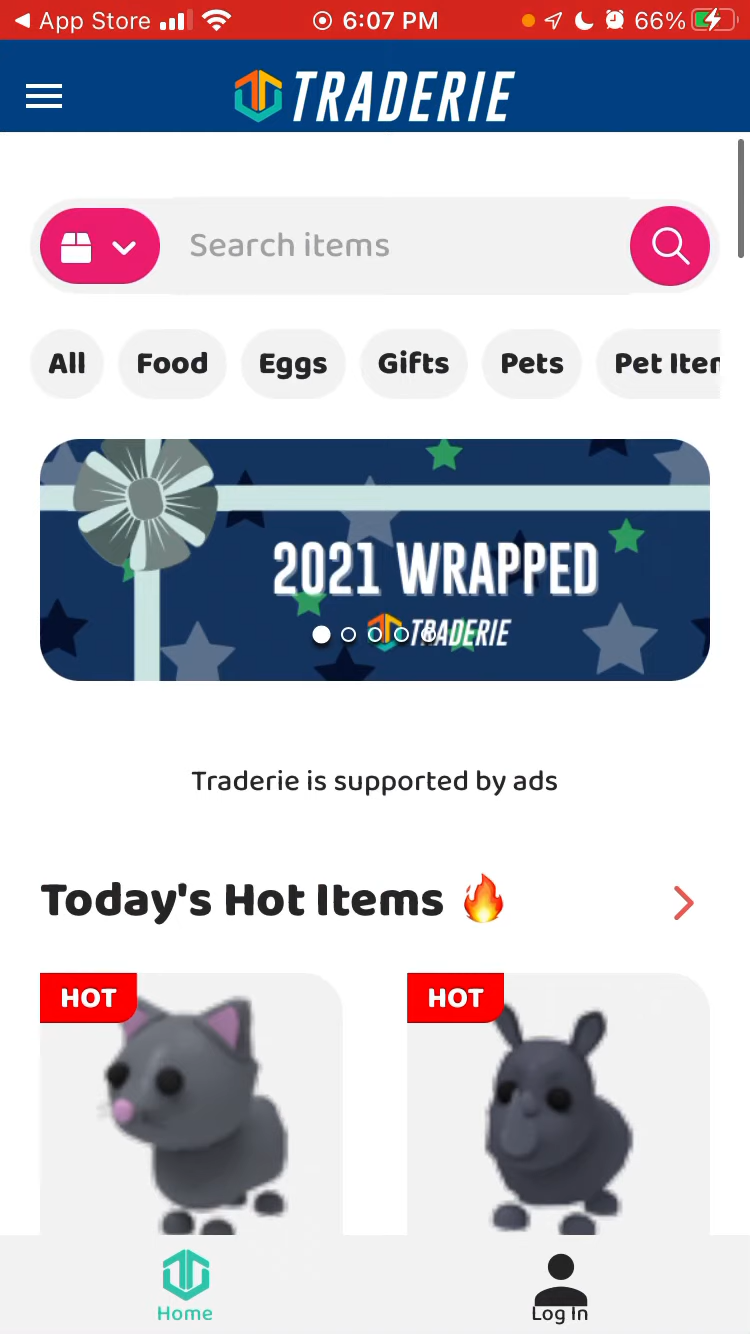 App Store 6:07 PM 66%
TRADERIE
Search items
All Food Eggs Gifts Pets Pet Iter
2021 WRAPPED
TRADERIE
Traderie is supported by ads
Today's Hot Items 🔥
HOT HOT
Home Log In